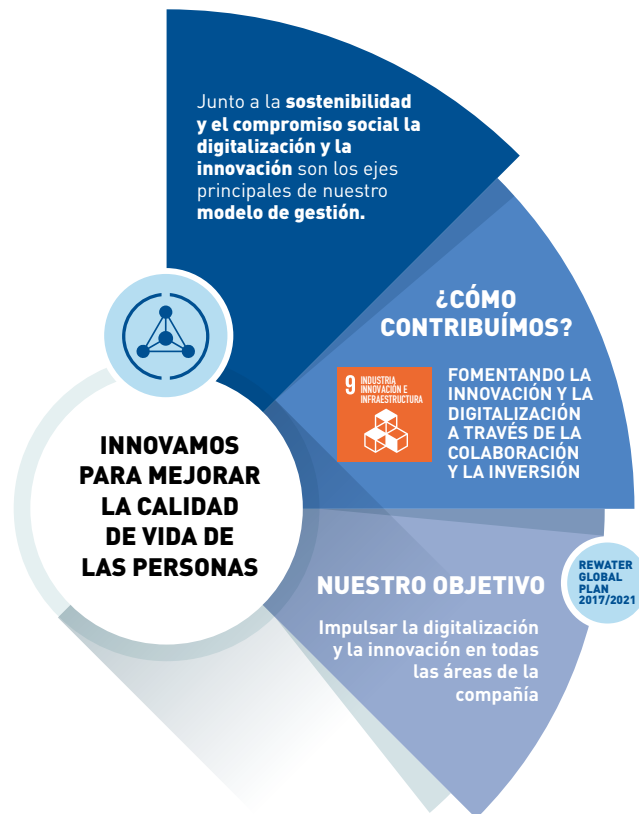 Junto a la sostenibilidad
y el compromiso social la
digitalización y la
innovación son los ejes
principales de nuestro
modelo de gestión.
¿CÓMO
CONTRIBUÍMOS?
9 INDUSTRIA
INNOVACIÓN E
INFRAESTRUCTURA
FOMENTANDO LA
INNOVACIÓN Y LA
DIGITALIZACIÓN
A TRAVÉS DE LA
COLABORACIÓN
Y LA INVERSIÓN
INNOVAMOS
PARA MEJORAR
LA CALIDAD
DE VIDA DE
LAS PERSONAS
NUESTRO OBJETIVO
REWATER
GLOBAL
PLAN
2017/2021
Impulsar la digitalización
y la innovación en todas
las áreas de la
compañía